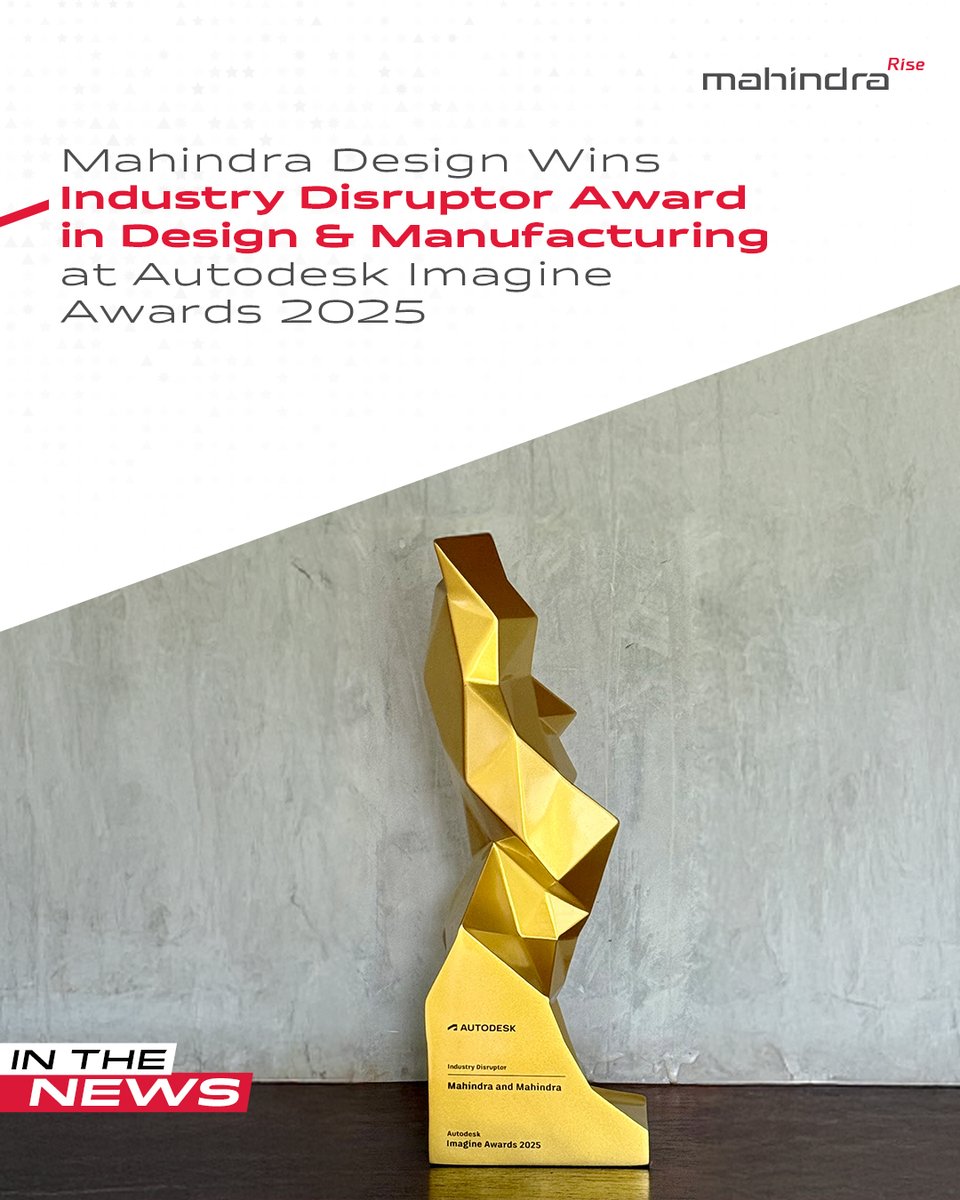 mahindra Rise
Mahindra Design Wins
Industry Disruptor Award
in Design & Manufacturing
at Autodesk Imagine
Awards 2025
AUTODESK
Industry Disruptor
Mahindra and Mahindra
Autodesk
Imagine Awards 2025
IN THE
NEWS